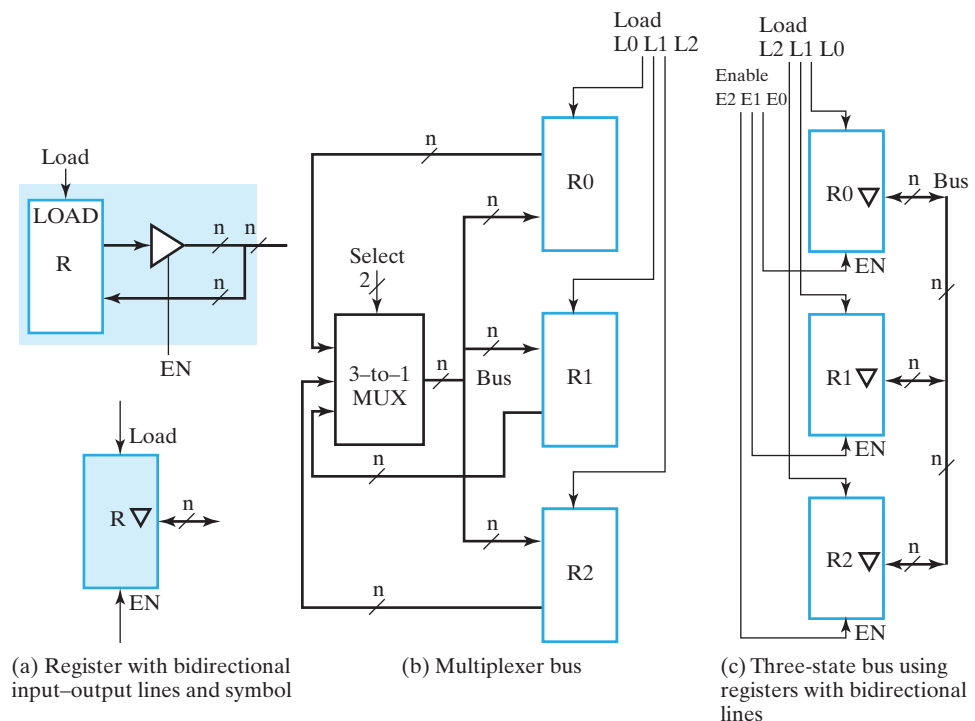 Load
LOAD
R
n
n
n
EN
Load
R
n
EN
(a) Register with bidirectional
input–output lines and symbol
Load
L0 L1 L2
n
R0
n
Select
2
3–to–1
MUX
n
n
Bus
R1
n
n
R2
n
(b) Multiplexer bus
Load
L2 L1 L0
Enable
E2 E1 E0
R0
n
Bus
EN
n
R1
n
EN
n
R2
n
EN
(c) Three-state bus using
registers with bidirectional
lines